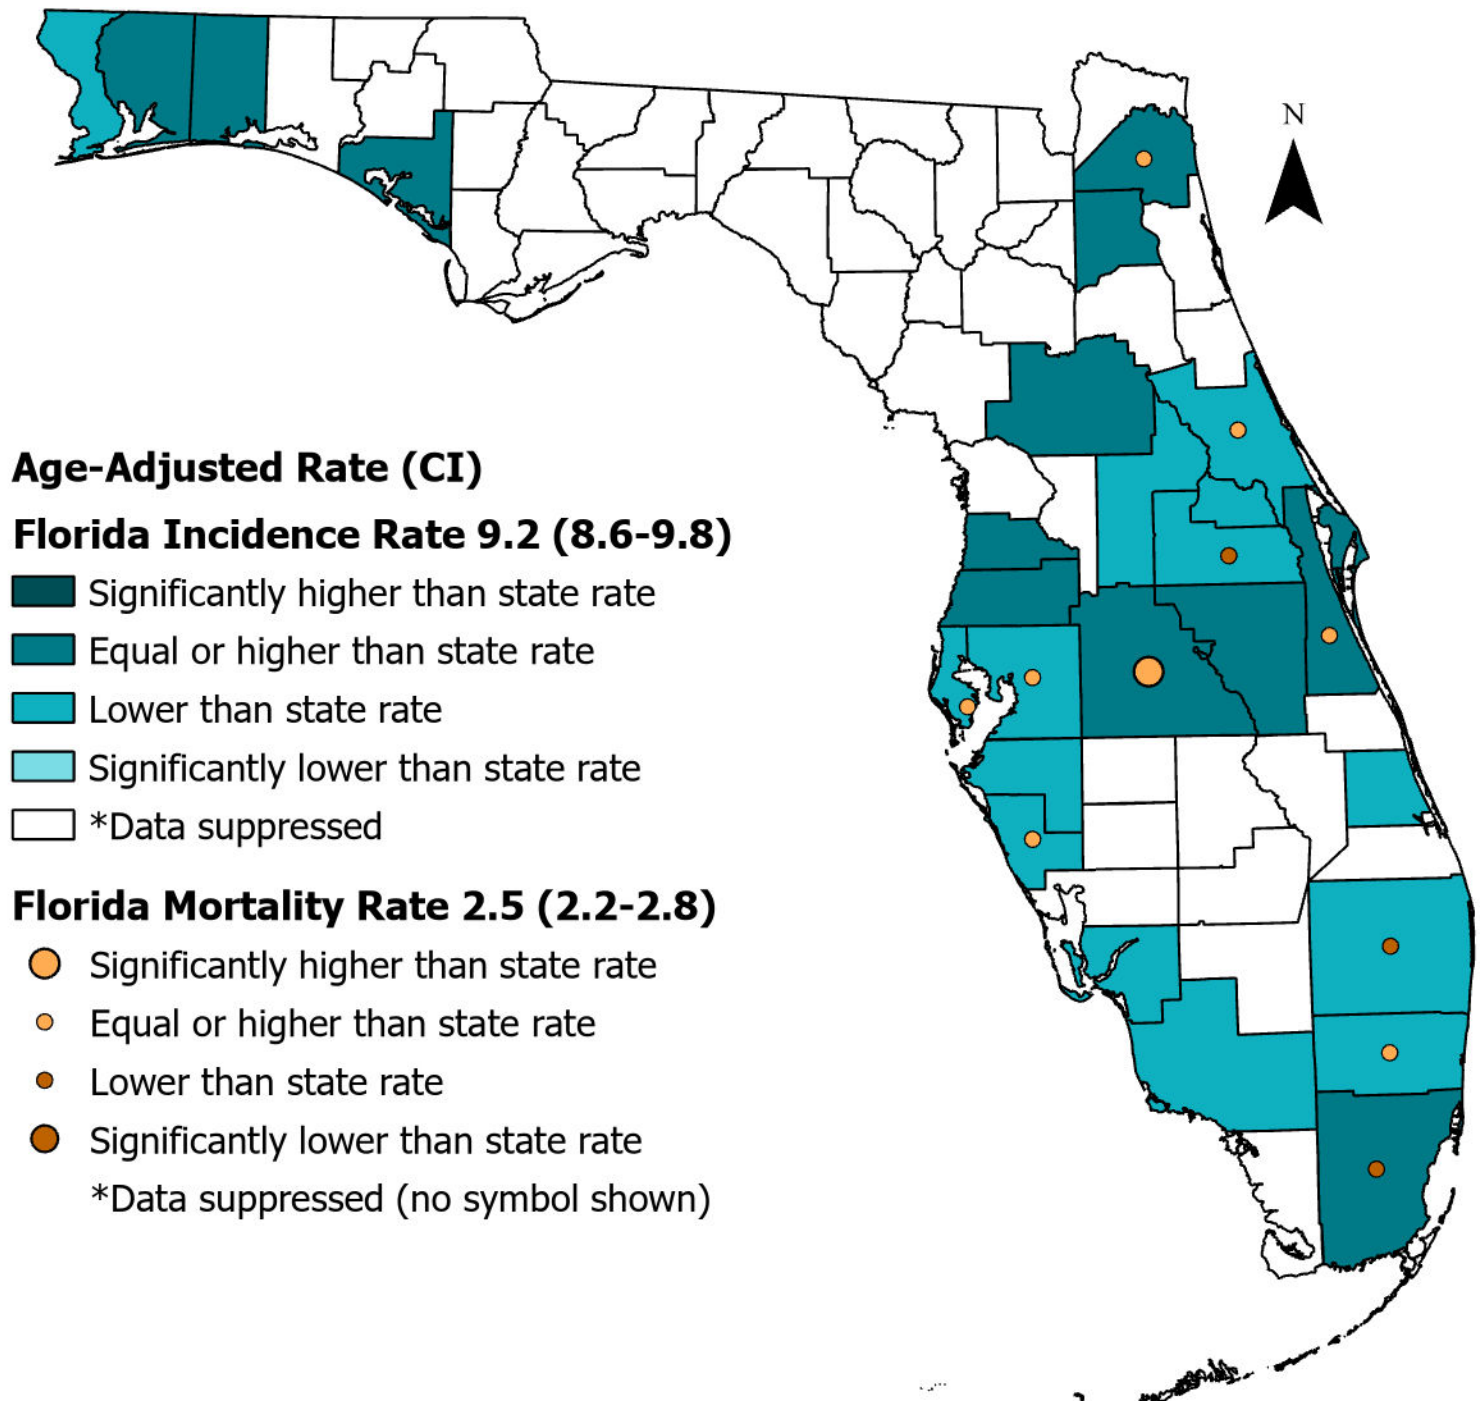 N
Age-Adjusted Rate (CI)
Florida Incidence Rate 9.2 (8.6-9.8)
Significantly higher than state rate
Equal or higher than state rate
Lower than state rate
Significantly lower than state rate
*Data suppressed
Florida Mortality Rate 2.5 (2.2-2.8)
Significantly higher than state rate
Equal or higher than state rate
Lower than state rate
Significantly lower than state rate
*Data suppressed (no symbol shown)